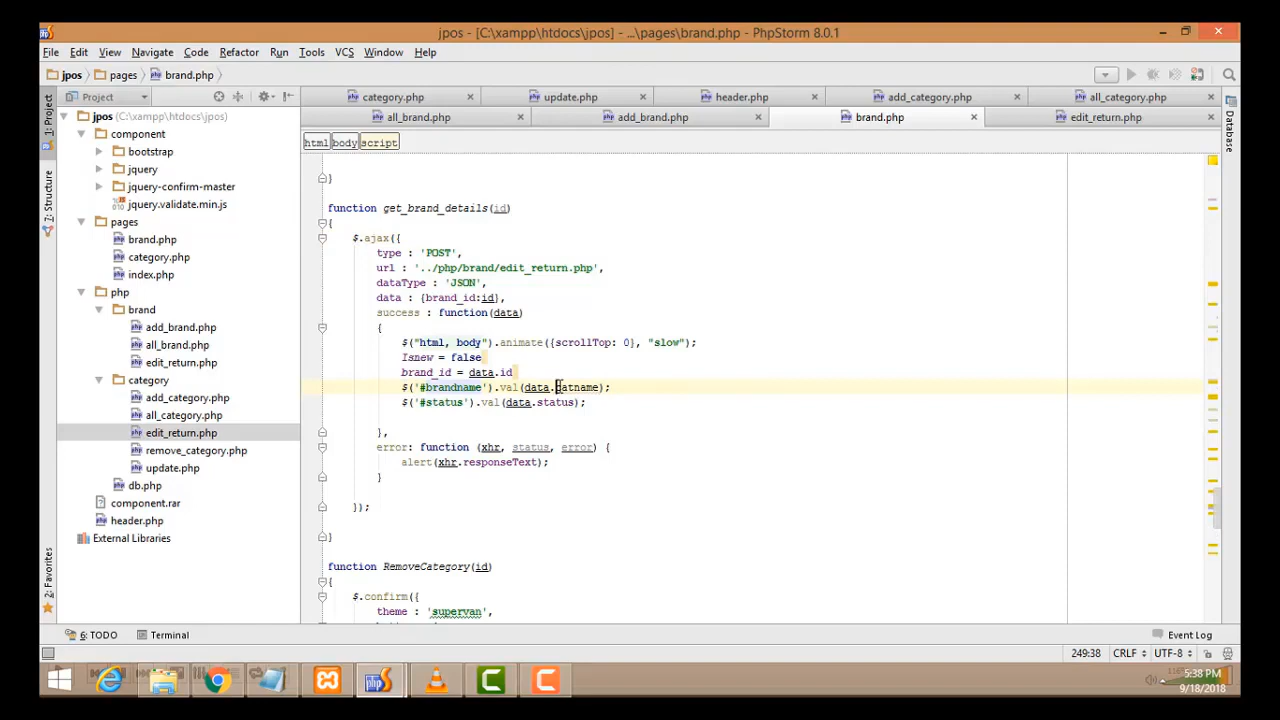 jpos - [C:\xampp\htdocs\jpos] - ...\pages\brand.php - PhpStorm 8.0.1
File Edit View Navigate Code Refactor Run Tools VCS Window Help
jpos pages brand.php
1: Project
7: Structure
2: Favorites
Project
category.php update.php header.php add_category.php all_category.php
all_brand.php add_brand.php brand.php edit_return.php
html body script
Database
jpos (C:\xampp\htdocs\jpos)
component
bootstrap
jquery
jquery-confirm-master
jquery.validate.min.js
pages
brand.php
category.php
index.php
php
brand
add_brand.php
all_brand.php
edit_return.php
category
add_category.php
all_category.php
edit_return.php
remove_category.php
update.php
db.php
component.rar
header.php
External Libraries
}
function get_brand_details(id)
{
$.ajax({
type : 'POST',
url : '../php/brand/edit_return.php',
dataType : 'JSON',
data : {brand_id:id},
success : function(data)
{
$("html, body").animate({scrollTop: 0}, "slow");
Isnew = false
brand_id = data.id
$('#brandname').val(data.catname);
$('#status').val(data.status);
},
error: function (xhr, status, error) {
alert(xhr.responseText);
}
});
}
function RemoveCategory(id)
{
$.confirm({
theme : 'supervan',
6: TODO Terminal Event Log
249:38 CRLF UTF-8
5:38 PM
9/18/2018